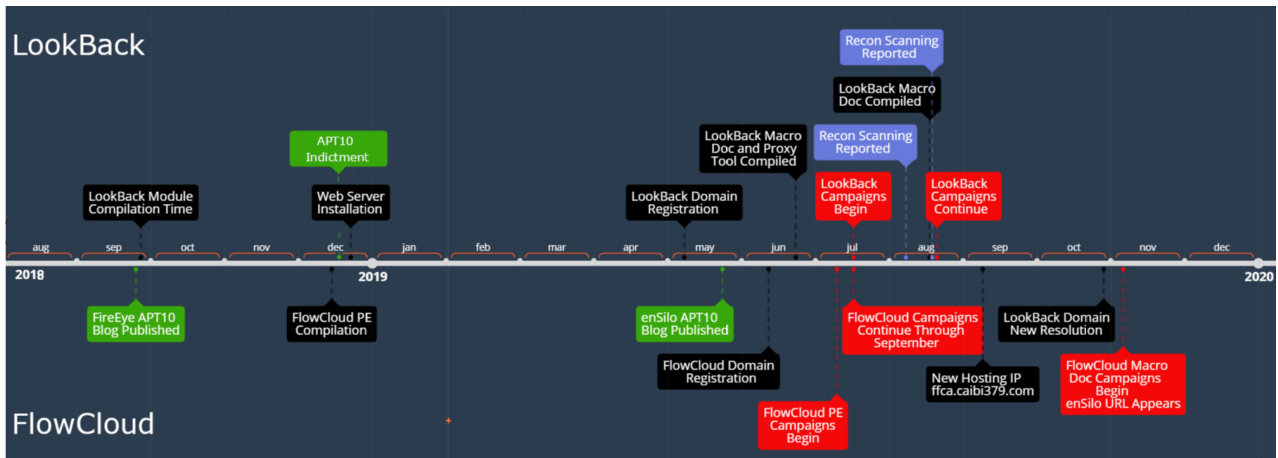 LookBack
Recon Scanning
Reported
LookBack Macro
Doc Compiled
APT10
Indictment
LookBack Macro
Doc and Proxy
Tool Compiled
Recon Scanning
Reported
LookBack Module
Compilation Time
Web Server
Installation
LookBack Domain
Registration
LookBack
Campaigns
Begin
LookBack
Campaigns
Continue
aug
sep
oct
nov
dec
jan
feb
mar
apr
may
jun
jul
aug
sep
oct
nov
dec
2018
2019
2020
FireEye APT10
Blog Published
FlowCloud PE
Compilation
enSilo APT10
Blog Published
FlowCloud Campaigns
Continue Through
September
LookBack Domain
New Resolution
FlowCloud Domain
Registration
New Hosting IP
ffca.caibi379.com
FlowCloud Macro
Doc Campaigns
Begin
enSilo URL Appears
FlowCloud PE
Campaigns
Begin
FlowCloud